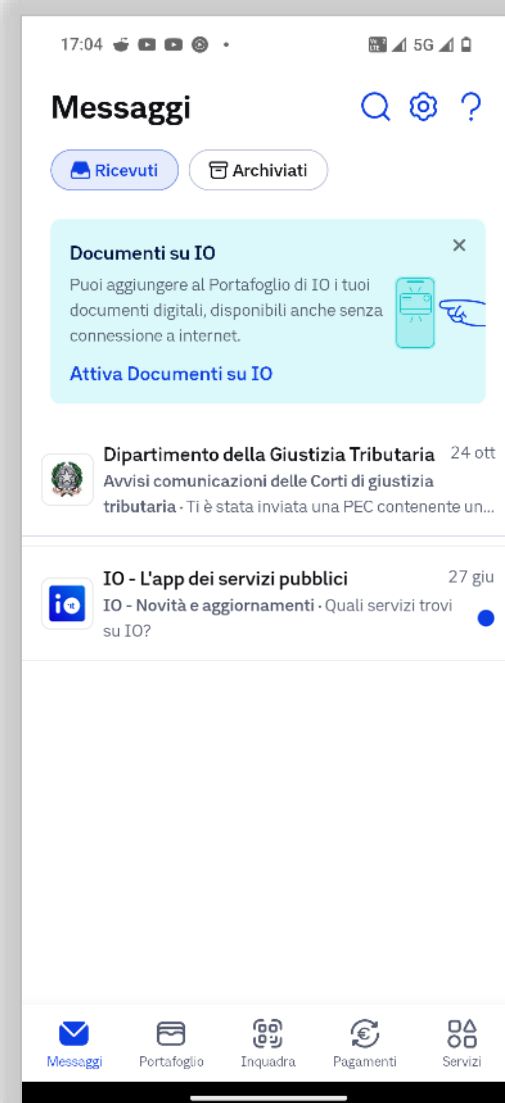 17:04
Vo LTE 5G
Messaggi
Ricevuti
Archiviati
Documenti su IO
Puoi aggiungere al Portafoglio di IO i tuoi
documenti digitali, disponibili anche senza
connessione a internet.
Attiva Documenti su IO
Dipartimento della Giustizia Tributaria 24 ott
Avvisi comunicazioni delle Corti di giustizia
tributaria · Ti è stata inviata una PEC contenente un...
IO - L'app dei servizi pubblici 27 giu
io
IO - Novità e aggiornamenti · Quali servizi trovi
su IO?
Messaggi
Portafoglio
Inquadra
Pagamenti
Servizi